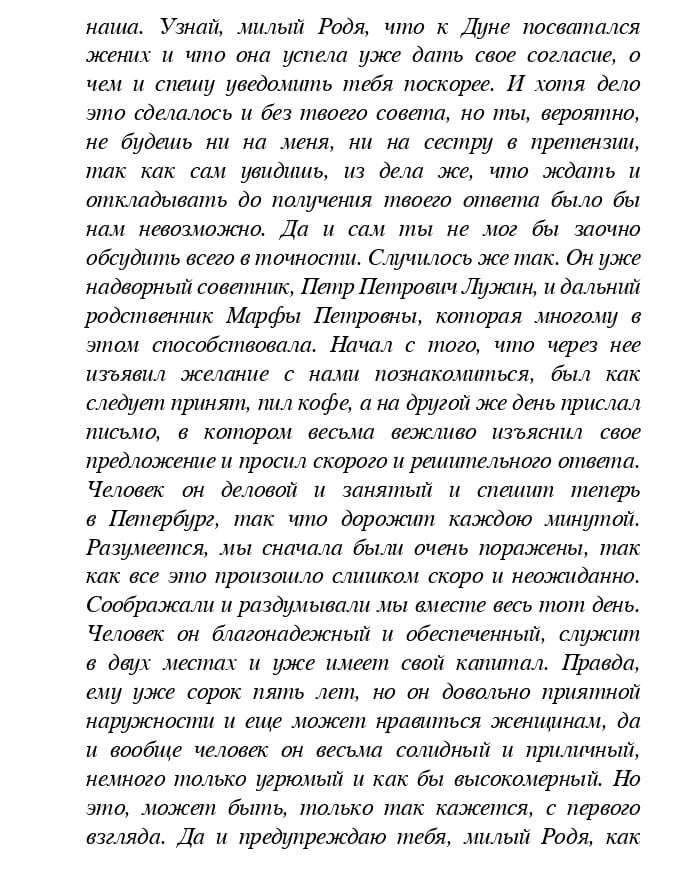 наша. Узнай, милый Родя, что к Дуне посватался
жених и что она успела уже дать свое согласие, о
чем и спешу уведомить тебя поскорее. И хотя дело
это сделалось и без твоего совета, но ты, вероятно,
не будешь ни на меня, ни на сестру в претензии,
так как сам увидишь, из дела же, что ждать и
откладывать до получения твоего ответа было бы
нам невозможно. Да и сам ты не мог бы заочно
обсудить всего в точности. Случилось же так. Он уже
надворный советник, Петр Петрович Лужин, и дальний
родственник Марфы Петровны, которая многому в
этом способствовала. Начал с того, что через нее
изъявил желание с нами познакомиться, был как
следует принят, пил кофе, а на другой же день прислал
письмо, в котором весьма вежливо изъяснил свое
предложение и просил скорого и решительного ответа.
Человек он деловой и занятый и спешит теперь
в Петербург, так что дорожит каждою минутой.
Разумеется, мы сначала были очень поражены, так
как все это произошло слишком скоро и неожиданно.
Соображали и раздумывали мы вместе весь тот день.
Человек он благонадежный и обеспеченный, служит
в двух местах и уже имеет свой капитал. Правда,
ему уже сорок пять лет, но он довольно приятной
наружности и еще может нравиться женщинам, да
и вообще человек он весьма солидный и приличный,
немного только угрюмый и как бы высокомерный. Но
это, может быть, только так кажется, с первого
взгляда. Да и предупреждаю тебя, милый Родя, как